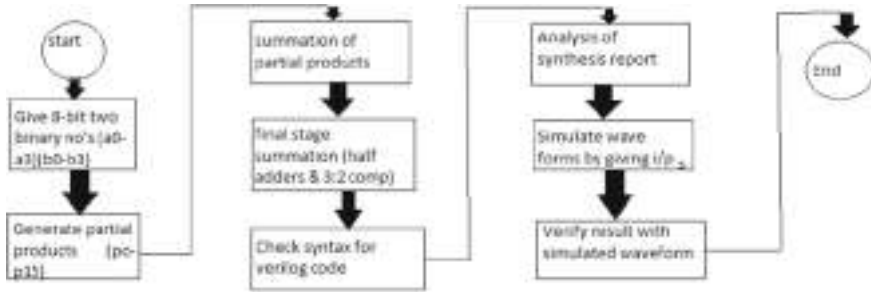 start
Give 8-bit two
binary no's (a0-
a3)(b0-b3)
Generate partial
products (po-
p15)
summation of
partial products
final stage
summation (half
adders & 3:2 comp)
Check syntax for
verilog code
Analysis of
synthesis report
Simulate wave
forms by giving i/p s
Verify result with
simulated waveform
End